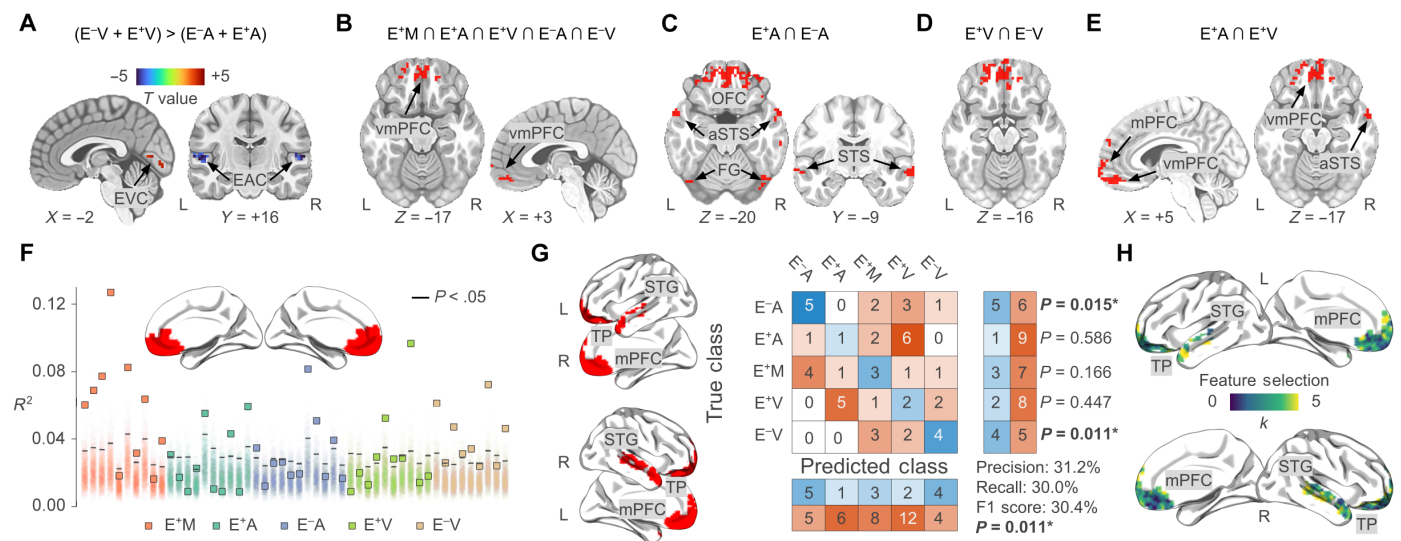 A
(E⁻V + E⁺V) > (E⁻A + E⁺A)
−5 +5
T value
EVC
EAC
L R
X = −2
Y = +16
B
E⁺M ∩ E⁺A ∩ E⁺V ∩ E⁻A ∩ E⁻V
vmPFC
vmPFC
L R
Z = −17
X = +3
C
E⁺A ∩ E⁻A
OFC
aSTS
FG
STS
L R
Z = −20
Y = −9
D
E⁺V ∩ E⁻V
L R
Z = −16
E
E⁺A ∩ E⁺V
mPFC
vmPFC
vmPFC
aSTS
L R
X = +5
Z = −17
F
0.12
0.08
R²
0.04
0.00
P < .05
E⁺M E⁺A E⁻A E⁺V E⁻V
G
STG
L
TP
R
mPFC
STG
R
TP
mPFC
L
True class
E⁻A E⁺A E⁺M E⁺V E⁻V
E⁻A 5 0 2 3 1 5 6 P = 0.015*
E⁺A 1 1 2 6 0 1 9 P = 0.586
E⁺M 4 1 3 1 1 3 7 P = 0.166
E⁺V 0 5 1 2 2 2 8 P = 0.447
E⁻V 0 0 3 2 4 4 5 P = 0.011*
Predicted class
5 1 3 2 4
5 6 8 12 4
Precision: 31.2%
Recall: 30.0%
F1 score: 30.4%
P = 0.011*
H
L
STG
mPFC
TP
Feature selection
0 5
k
mPFC
STG
R
TP